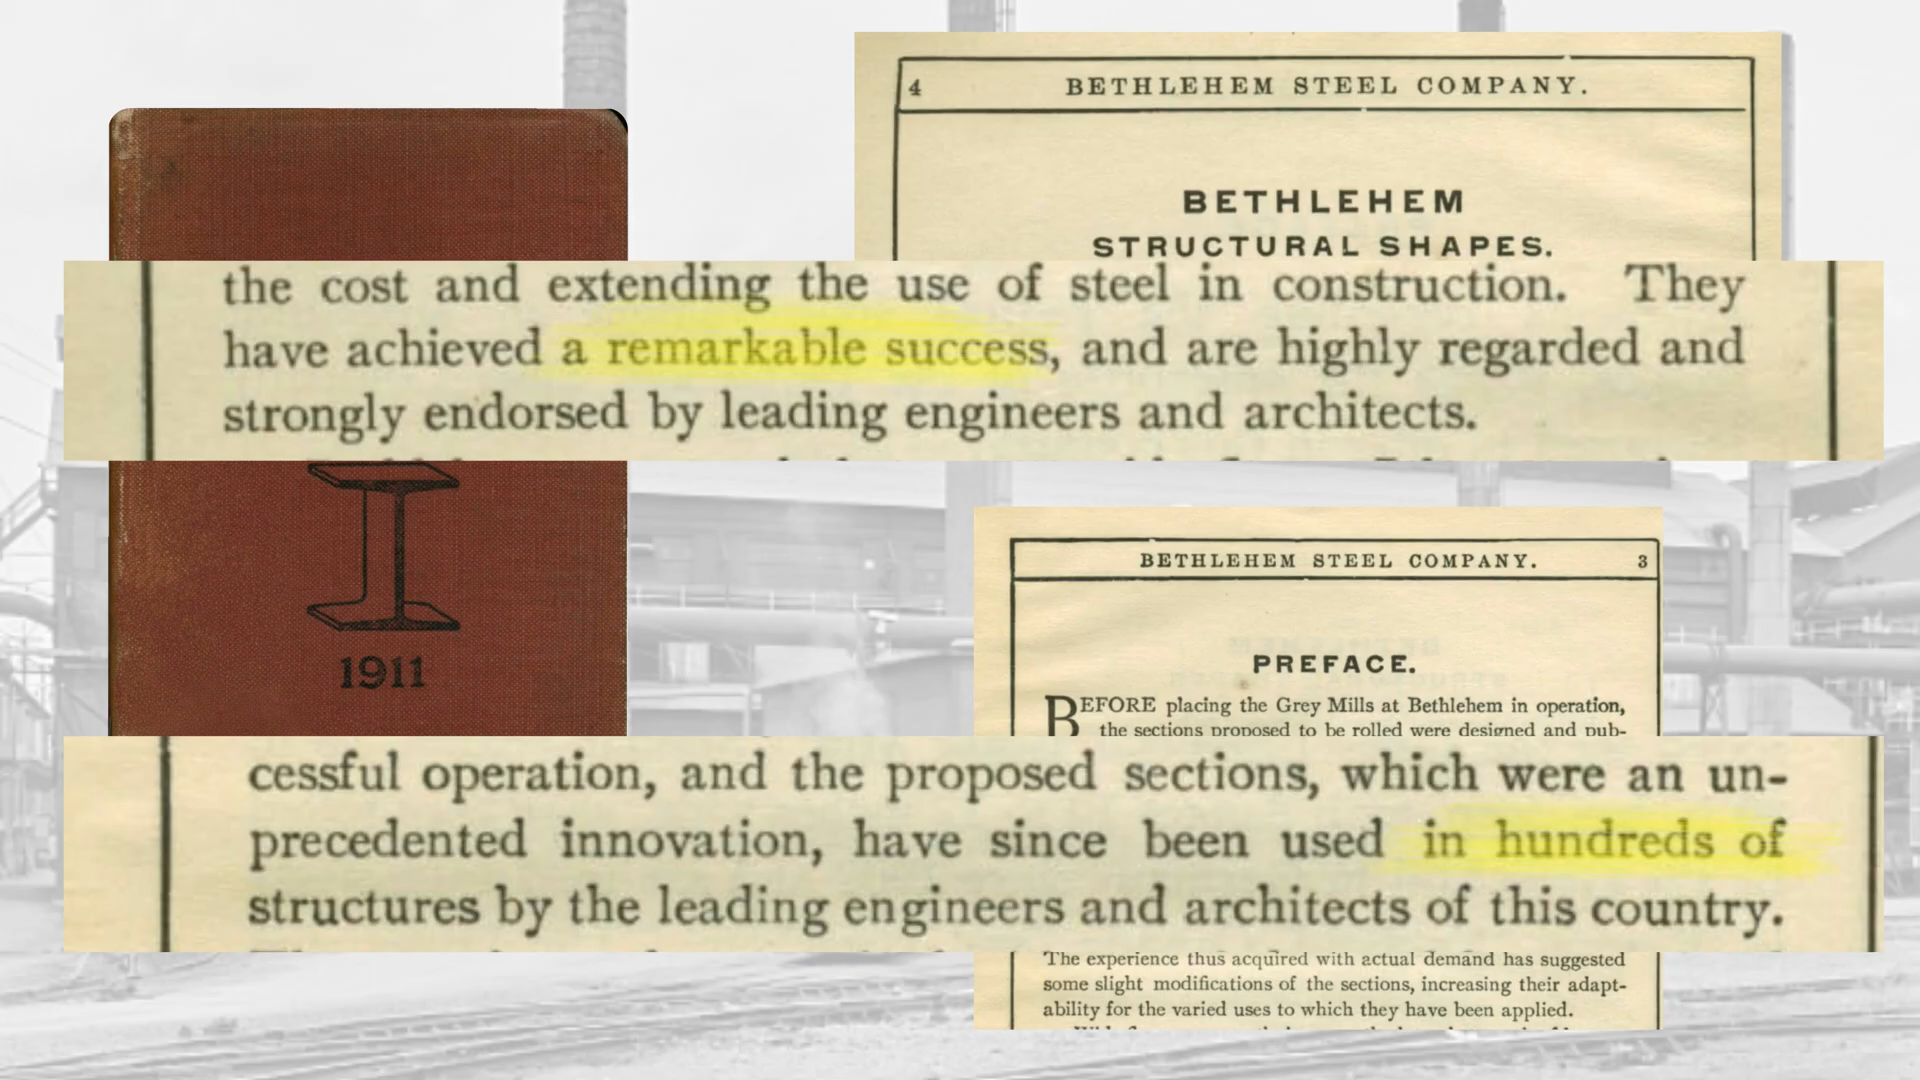 4 BETHLEHEM STEEL COMPANY.
BETHLEHEM
STRUCTURAL SHAPES.
the cost and extending the use of steel in construction. They
have achieved a remarkable success, and are highly regarded and
strongly endorsed by leading engineers and architects.
1911
BETHLEHEM STEEL COMPANY. 3
PREFACE.
BEFORE placing the Grey Mills at Bethlehem in operation,
the sections proposed to be rolled were designed and pub-
cessful operation, and the proposed sections, which were an un-
precedented innovation, have since been used in hundreds of
structures by the leading engineers and architects of this country.
The experience thus acquired with actual demand has suggested
some slight modifications of the sections, increasing their adapt-
ability for the varied uses to which they have been applied.